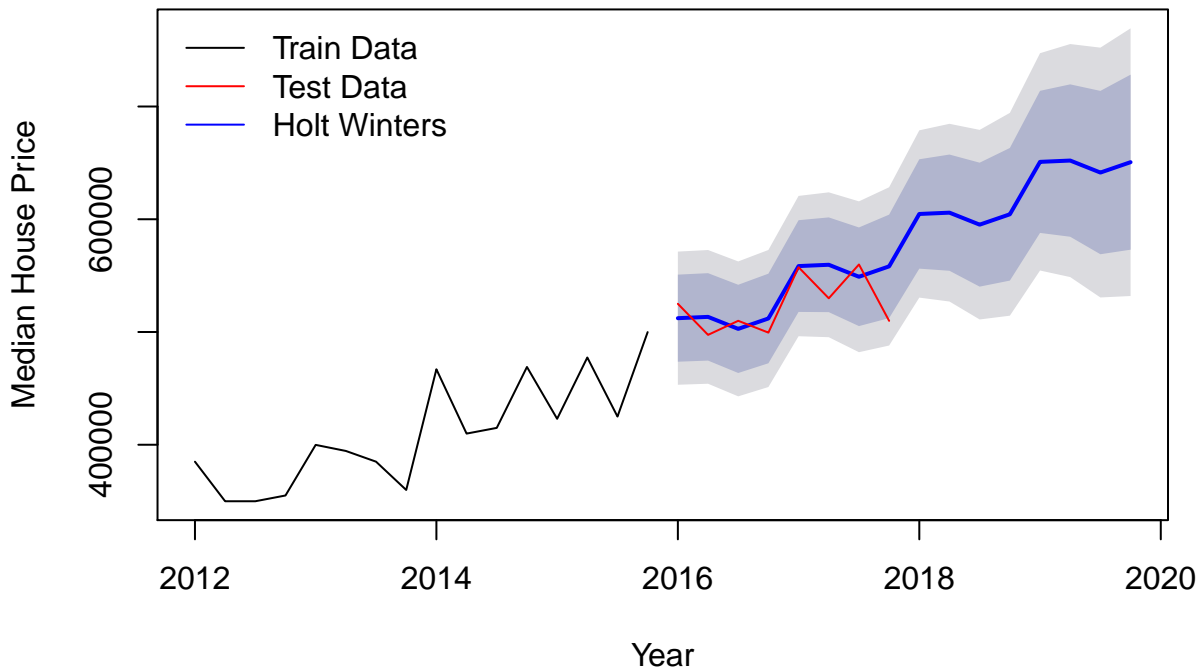 Train Data
Test Data
Holt Winters
Median House Price
600000
400000
2012 2014 2016 2018 2020
Year